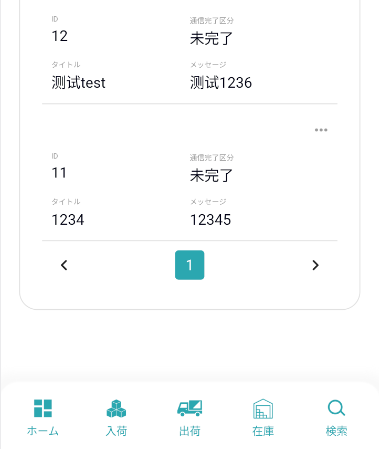 ID 通信完了区分
12 未完了
タイトル メッセージ
测试test 测试1236
ID 通信完了区分
11 未完了
タイトル メッセージ
1234 12345
1
ホーム 入荷 出荷 在庫 検索